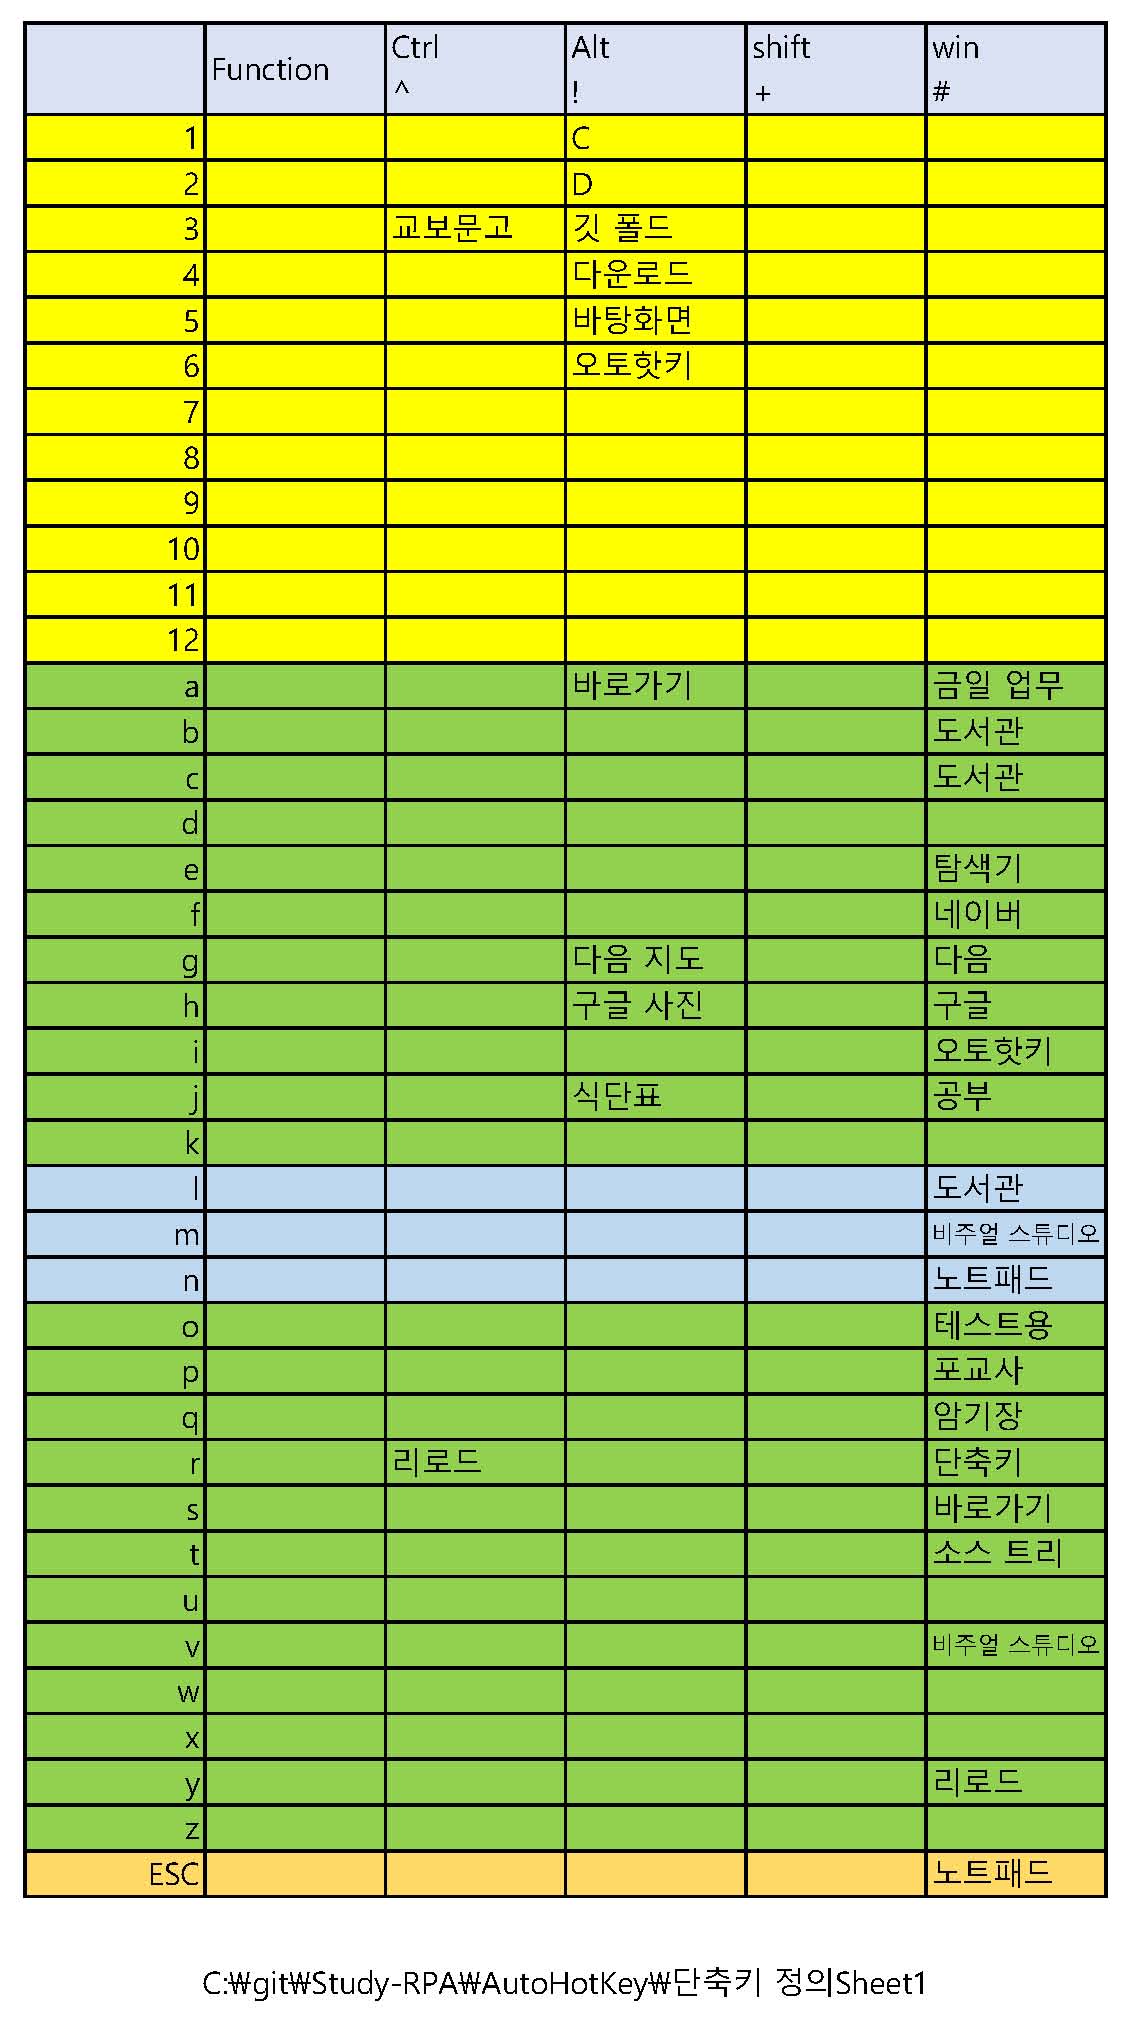 Function Ctrl ^ Alt ! shift + win #
1 C
2 D
3 교보문고 깃 폴드
4 다운로드
5 바탕화면
6 오토핫키
7
8
9
10
11
12
a 바로가기 금일 업무
b 도서관
c 도서관
d
e 탐색기
f 네이버
g 다음 지도 다음
h 구글 사진 구글
i 오토핫키
j 식단표 공부
k
l 도서관
m 비주얼 스튜디오
n 노트패드
o 테스트용
p 포교사
q 암기장
r 리로드 단축키
s 바로가기
t 소스 트리
u
v 비주얼 스튜디오
w
x
y 리로드
z
ESC 노트패드
C:₩git₩Study-RPA₩AutoHotKey₩단축키 정의Sheet1